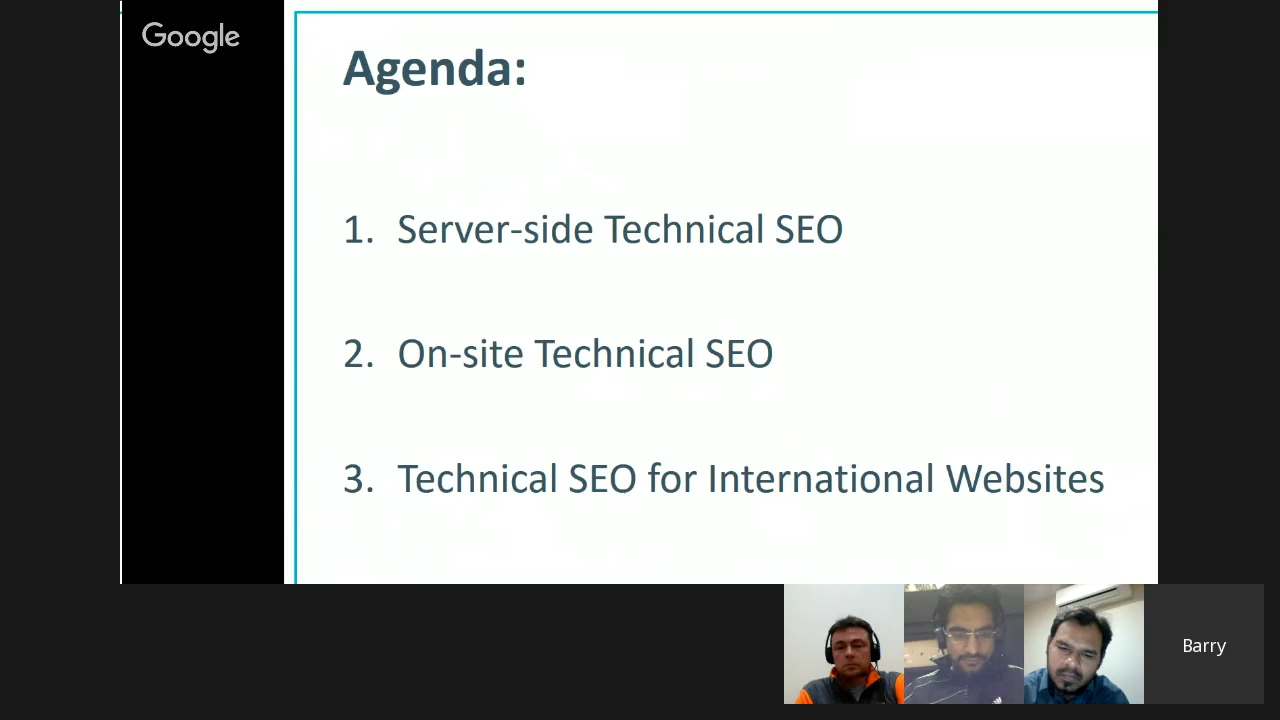 Google
Agenda:
1. Server-side Technical SEO
2. On-site Technical SEO
3. Technical SEO for International Websites
Barry